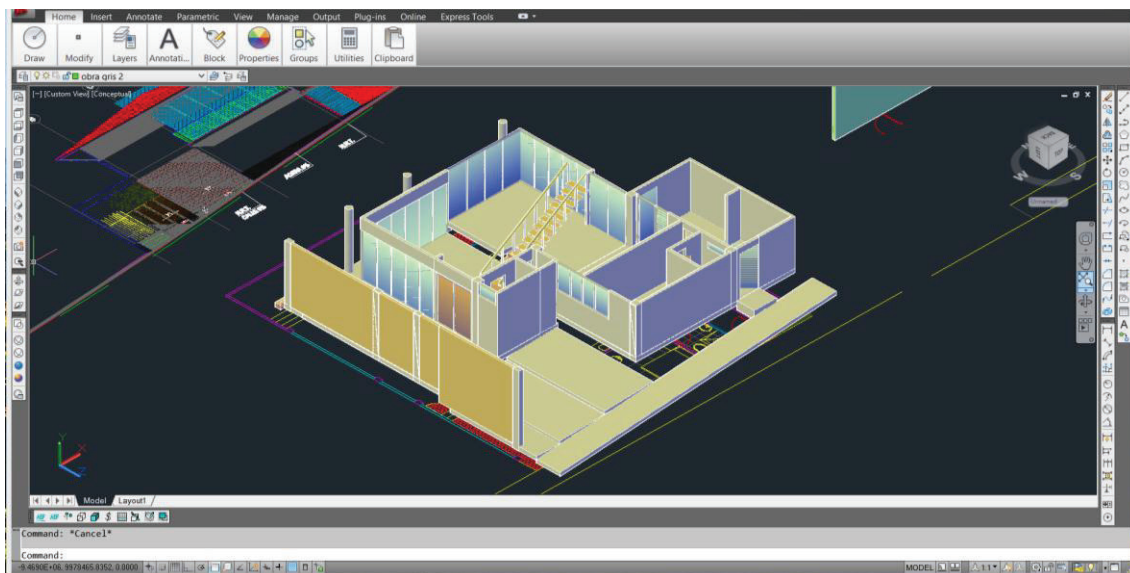 Home Insert Annotate Parametric View Manage Output Plug-ins Online Express Tools
Draw Modify Layers Annotati... Block Properties Groups Utilities Clipboard
obra gris 2
[−] [Custom View] [Conceptual]
W S
Unnamed
Y X Z
Model Layout1
Command: *Cancel*
Command:
MODEL 1:1